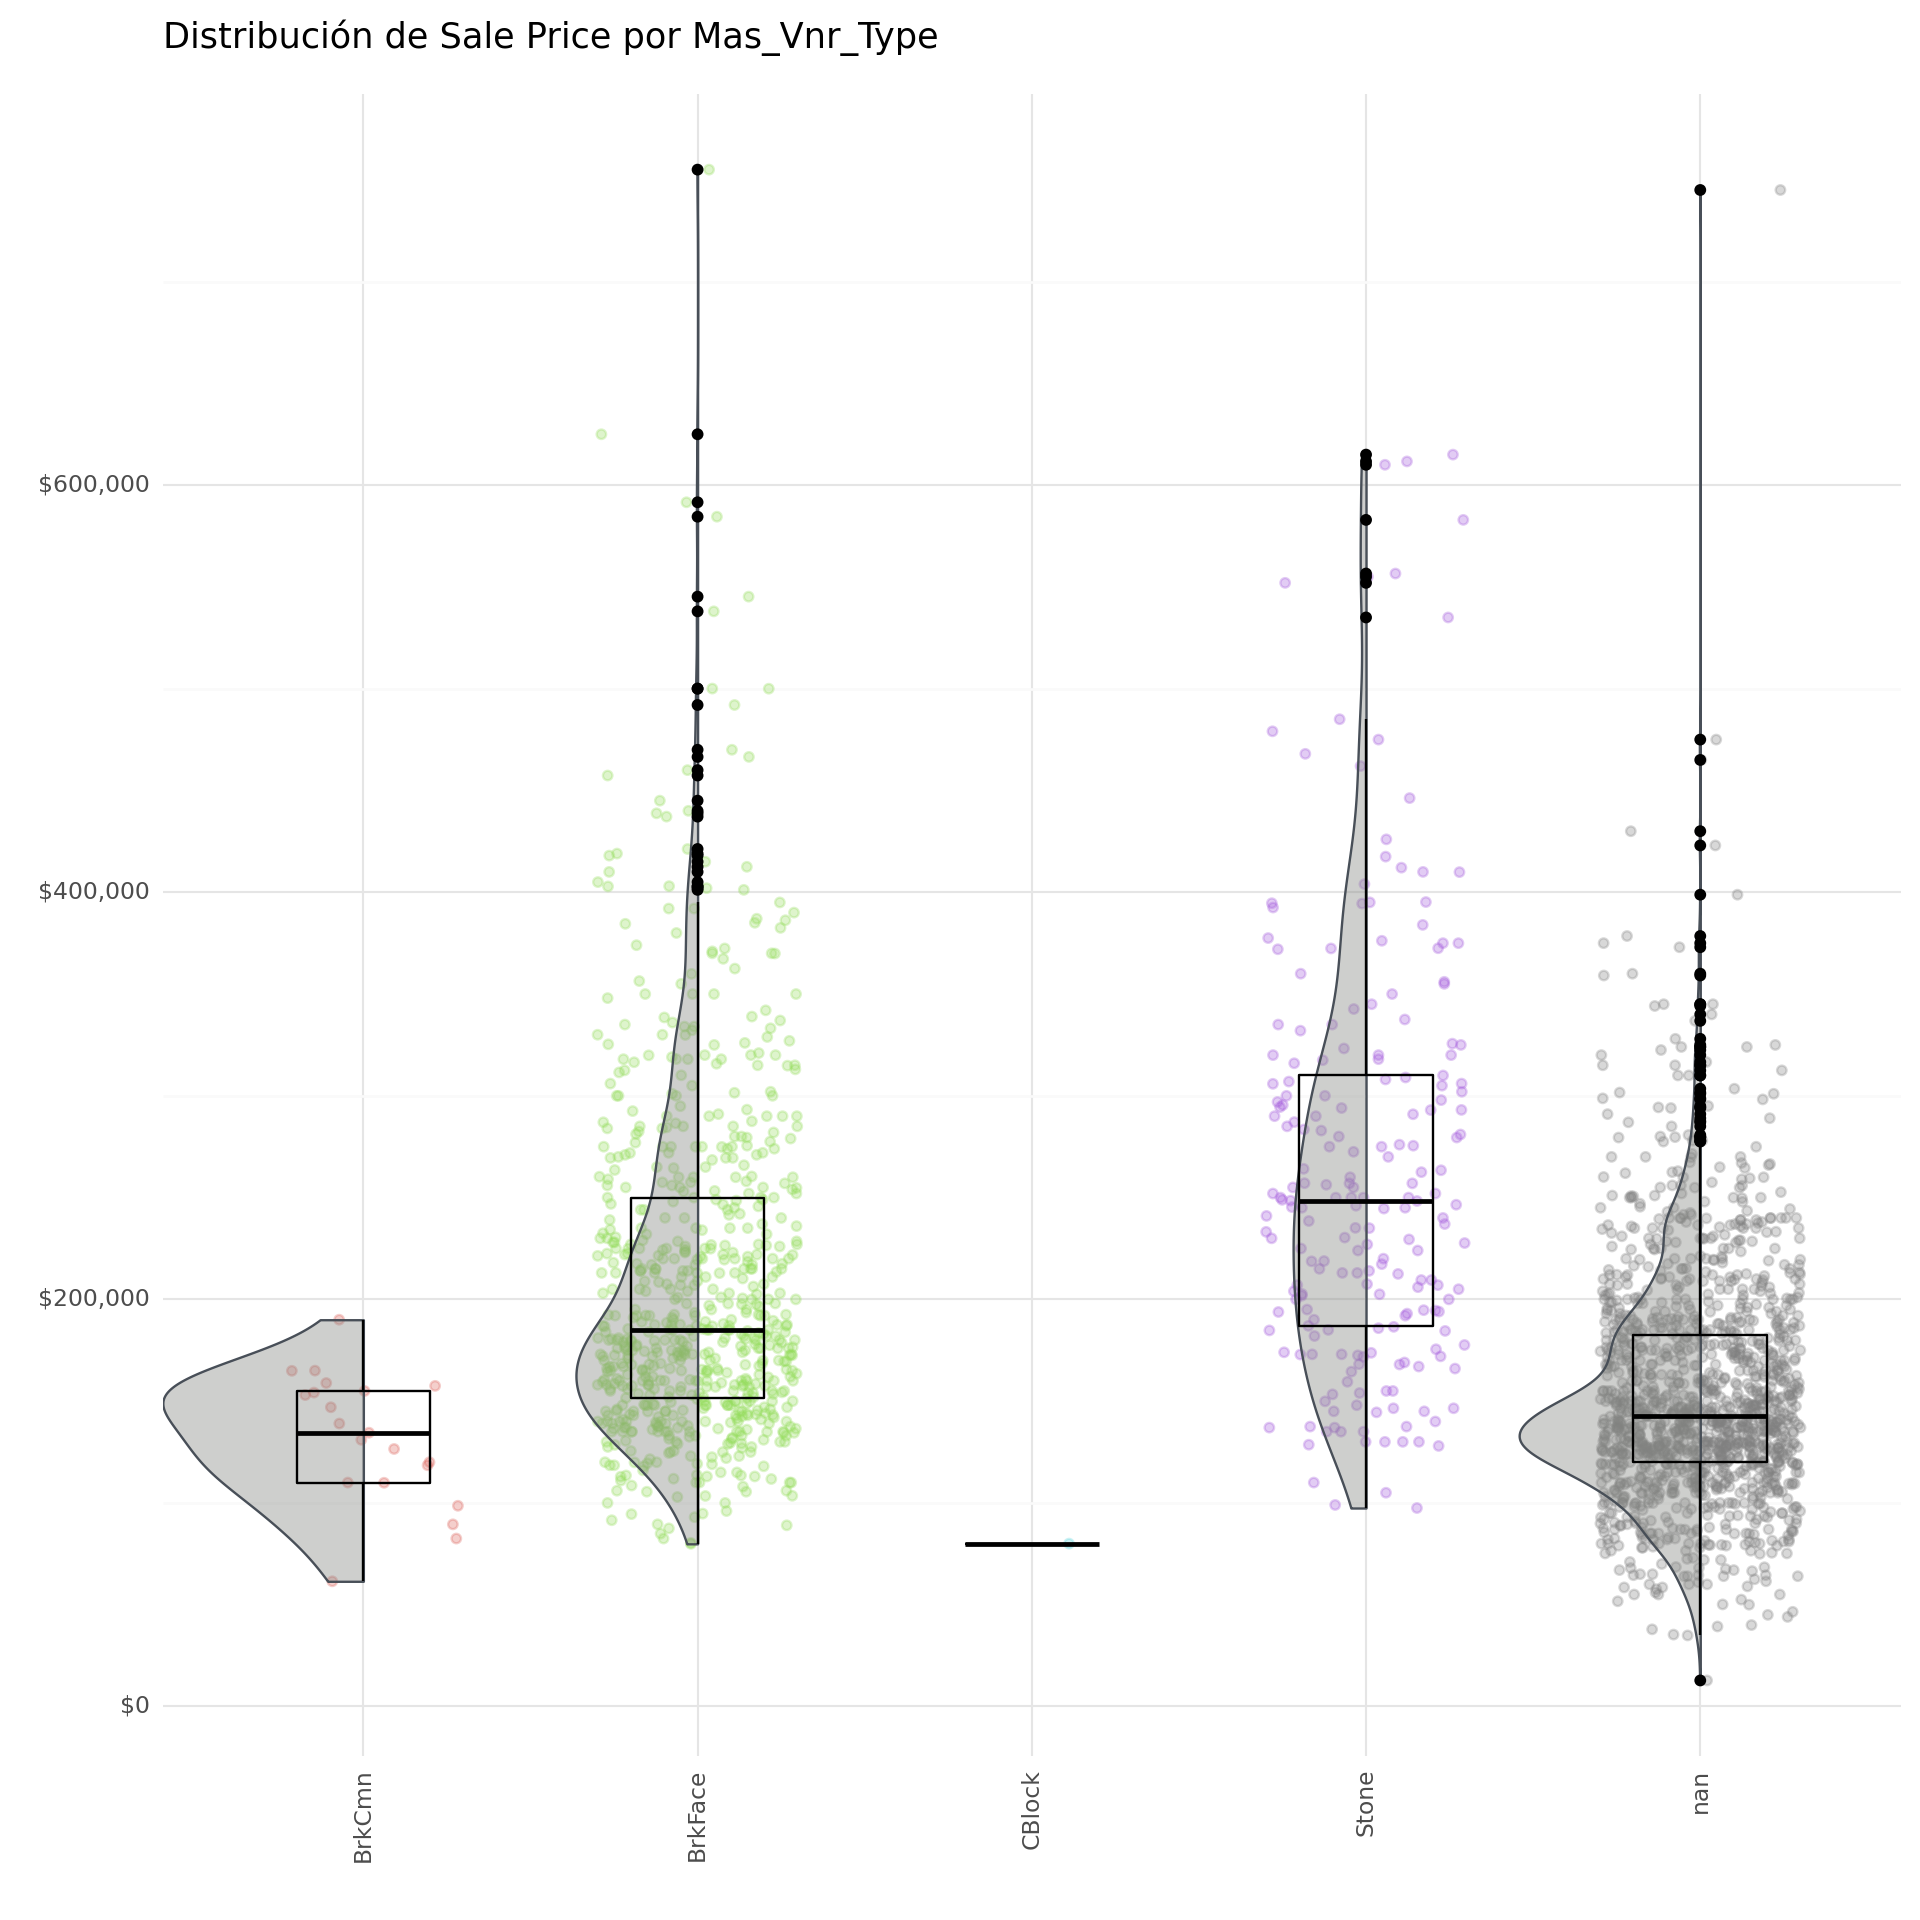 Distribución de Sale Price por Mas_Vnr_Type
$600,000
$400,000
$200,000
$0
BrkCmn
BrkFace
CBlock
Stone
nan